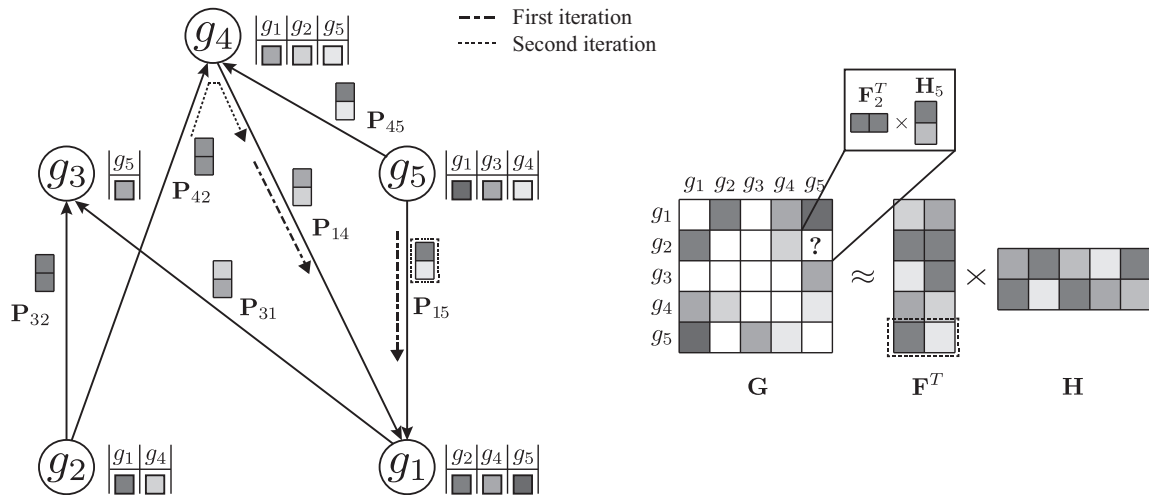 First iteration
Second iteration
g₄
g₁ g₂ g₅
P₄₅
P₄₂
g₃
g₅
g₅
g₁ g₃ g₄
P₁₄
P₃₂
P₃₁
P₁₅
g₂
g₁ g₄
g₁
g₂ g₄ g₅
F₂ᵀ × H₅
g₁ g₂ g₃ g₄ g₅
g₁
g₂ ?
g₃ ≈ ×
g₄
g₅
G Fᵀ H